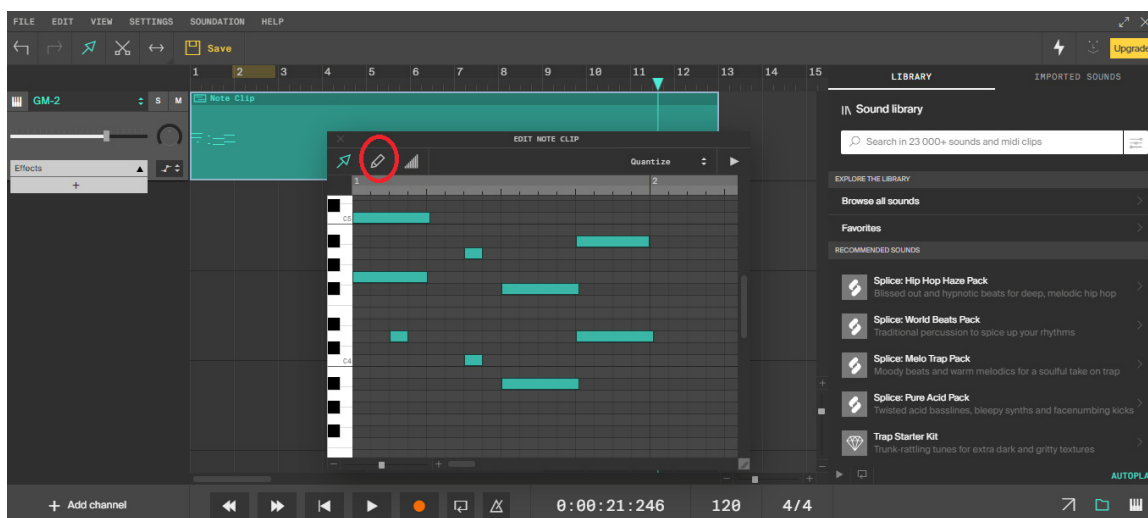 FILE EDIT VIEW SETTINGS SOUNDATION HELP
Save
Upgrade
1 2 3 4 5 6 7 8 9 10 11 12 13 14 15
LIBRARY IMPORTED SOUNDS
GM-2 S M
Note Clip
Sound library
Search in 23 000+ sounds and midi clips
EDIT NOTE CLIP
Quantize
Effects
+
1 2
C5
C4
EXPLORE THE LIBRARY
Browse all sounds
Favorites
RECOMMENDED SOUNDS
Splice: Hip Hop Haze Pack
Blissed out and hypnotic beats for deep, melodic hip hop
Splice: World Beats Pack
Traditional percussion to spice up your rhythms
Splice: Melo Trap Pack
Moody beats and warm melodics for a soulful take on trap
Splice: Pure Acid Pack
Twisted acid basslines, bleepy synths and facenumbing kicks
Trap Starter Kit
Trunk-rattling tunes for extra dark and gritty textures
AUTOPLA
+ Add channel
0:00:21:246 120 4/4